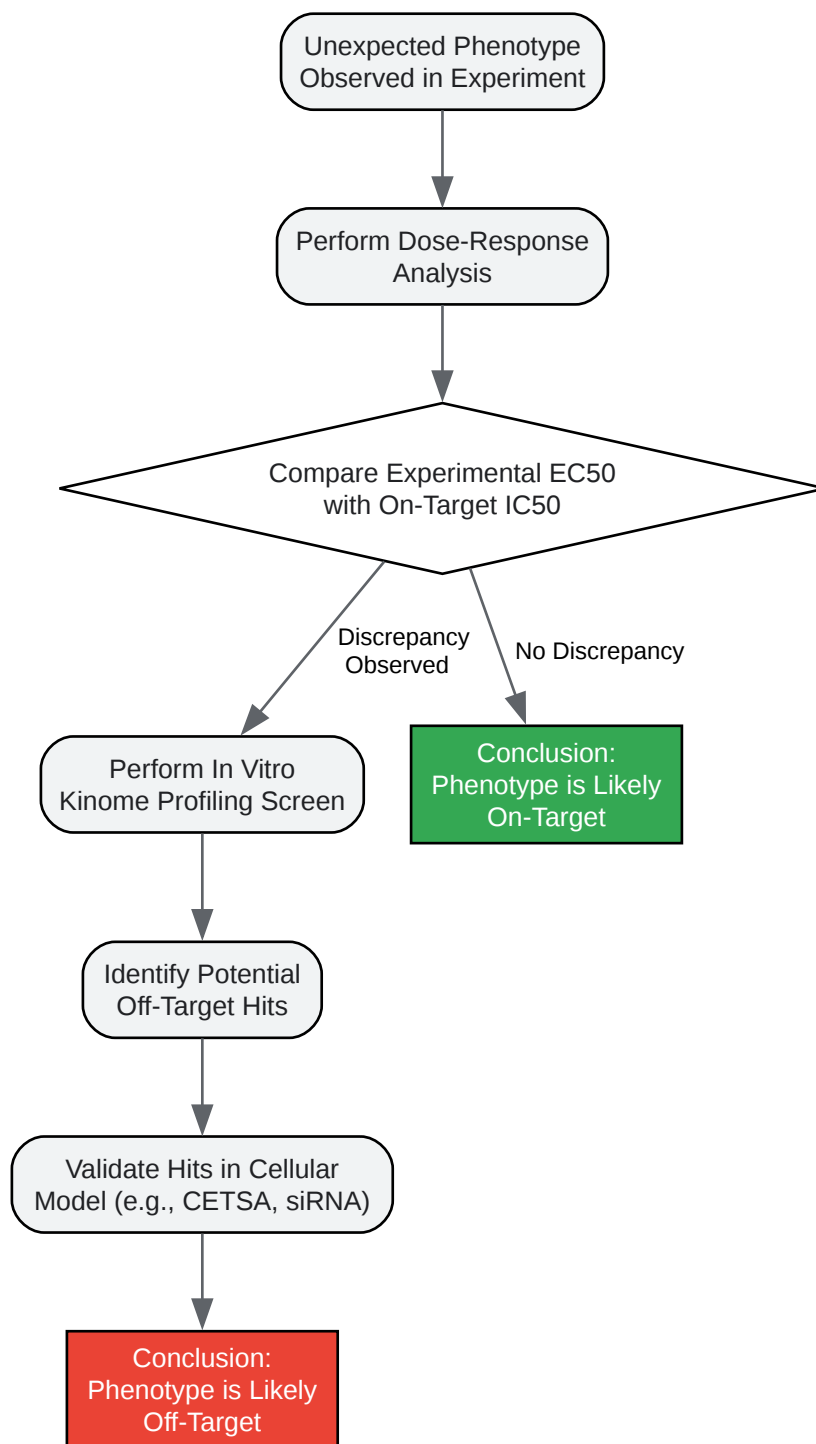 Unexpected Phenotype
Observed in Experiment
Perform Dose-Response
Analysis
Compare Experimental EC50
with On-Target IC50
Discrepancy
Observed
No Discrepancy
Perform In Vitro
Kinome Profiling Screen
Conclusion:
Phenotype is Likely
On-Target
Identify Potential
Off-Target Hits
Validate Hits in Cellular
Model (e.g., CETSA, siRNA)
Conclusion:
Phenotype is Likely
Off-Target